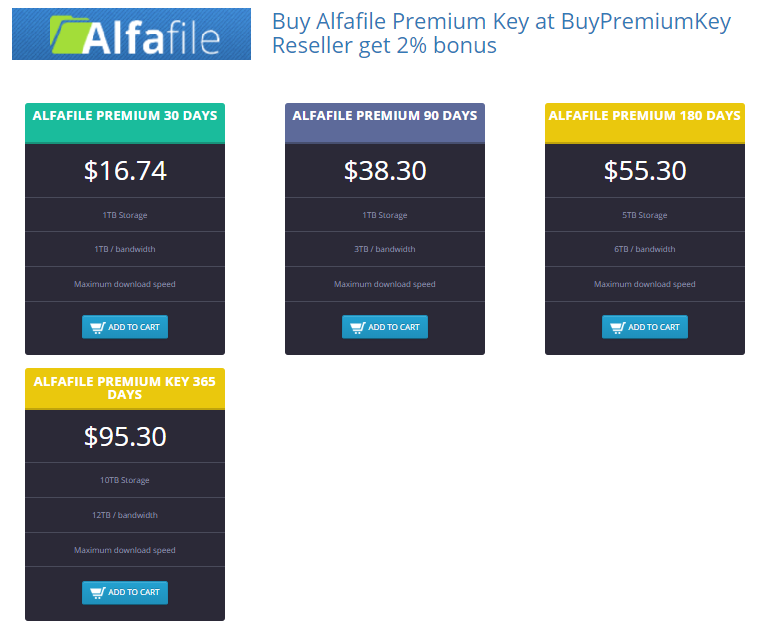 Alfafile
Buy Alfafile Premium Key at BuyPremiumKey
Reseller get 2% bonus
ALFAFILE PREMIUM 30 DAYS
$16.74
1TB Storage
1TB / bandwidth
Maximum download speed
ADD TO CART
ALFAFILE PREMIUM 90 DAYS
$38.30
1TB Storage
3TB / bandwidth
Maximum download speed
ADD TO CART
ALFAFILE PREMIUM 180 DAYS
$55.30
5TB Storage
6TB / bandwidth
Maximum download speed
ADD TO CART
ALFAFILE PREMIUM KEY 365
DAYS
$95.30
10TB Storage
12TB / bandwidth
Maximum download speed
ADD TO CART